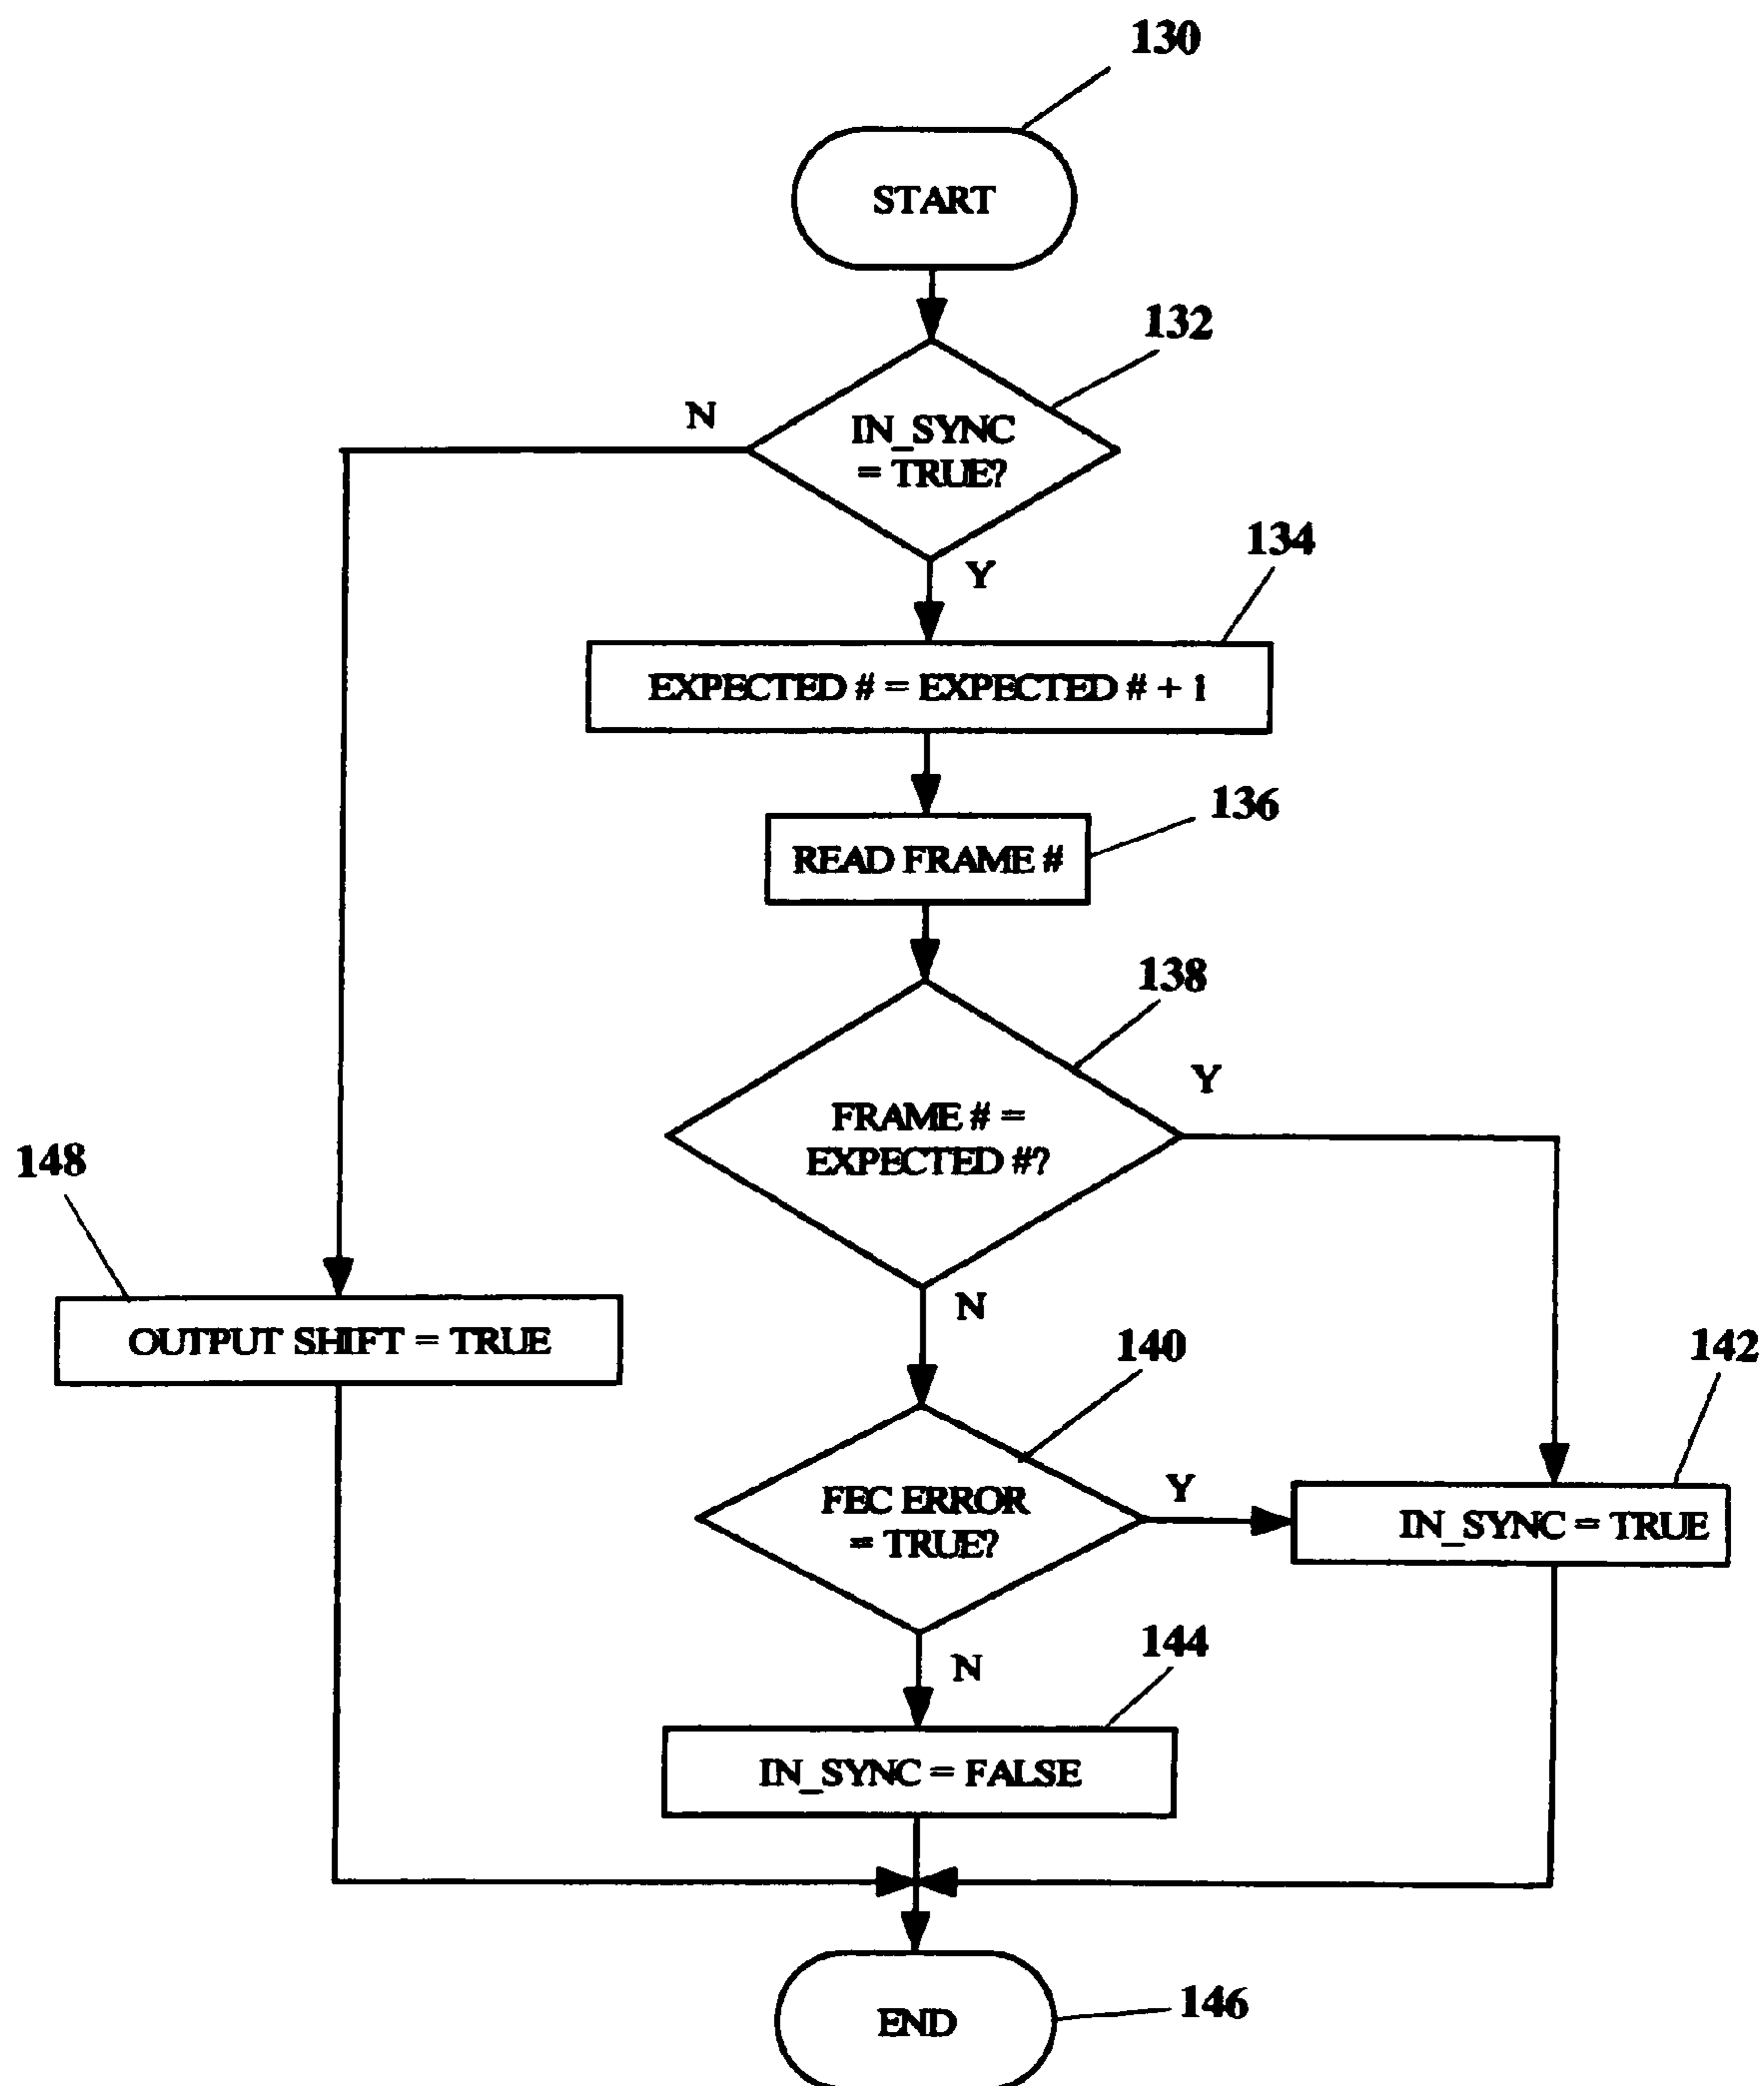 130
START
132
N
IN_SYNC
= TRUE?
Y
134
EXPECTED # = EXPECTED # + 1
136
READ FRAME #
138
Y
FRAME # =
EXPECTED #?
148
N
OUTPUT SHIFT = TRUE
140
142
FEC ERROR
= TRUE?
Y
IN_SYNC = TRUE
144
N
IN_SYNC = FALSE
END
146